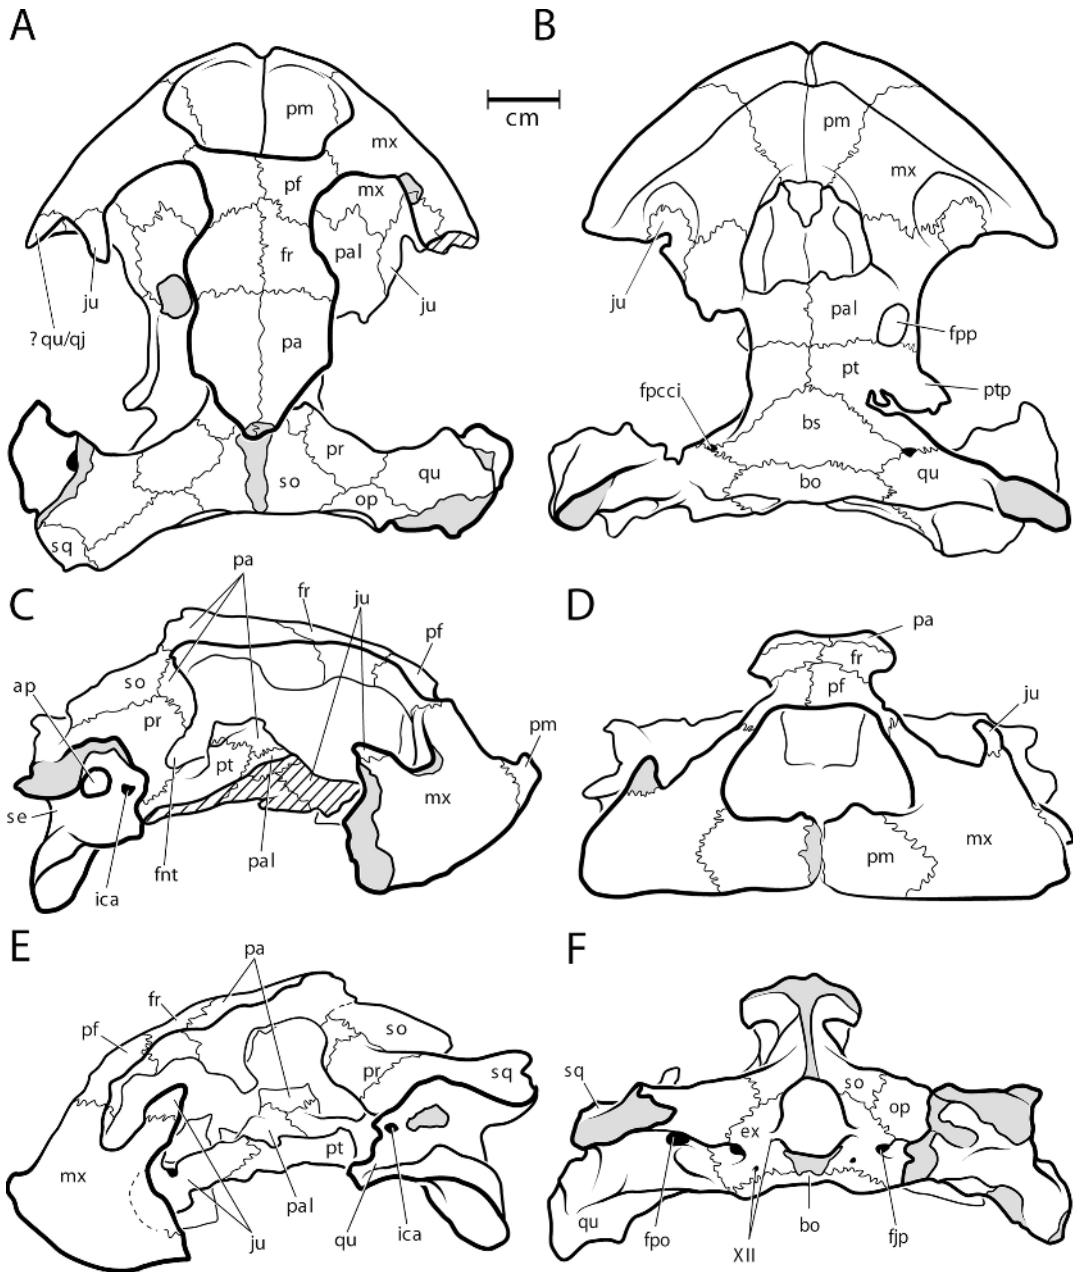 A
pm
mx
mx
pf
fr
pal
ju
?qu/qj
ju
pa
pr
qu
so
op
sq
cm
B
pm
mx
ju
pal
fpp
pt
ptp
fpcci
bs
qu
bo
C
pa
fr
ju
pf
so
ap
pr
pm
pt
mx
se
fnt
pal
ica
D
pa
fr
pf
ju
mx
pm
E
pa
fr
pf
so
pr
sq
mx
pt
pal
ju
qu
ica
F
sq
so
op
ex
qu
fpo
XII
bo
fjp